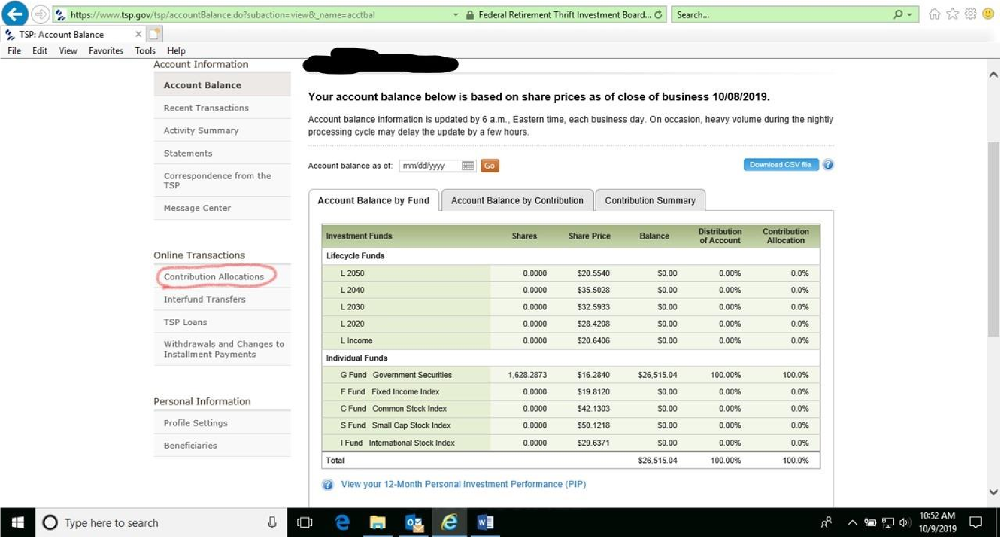 https://www.tsp.gov/tsp/accountBalance.do?subaction=view&_name=acctbal
Federal Retirement Thrift Investment Board...
Search...
TSP: Account Balance
File Edit View Favorites Tools Help
Account Information
Account Balance
Recent Transactions
Activity Summary
Statements
Correspondence from the
TSP
Message Center
Online Transactions
Contribution Allocations
Interfund Transfers
TSP Loans
Withdrawals and Changes to
Installment Payments
Personal Information
Profile Settings
Beneficiaries
Your account balance below is based on share prices as of close of business 10/08/2019.
Account balance information is updated by 6 a.m., Eastern time, each business day. On occasion, heavy volume during the nightly
processing cycle may delay the update by a few hours.
Account balance as of: mm/dd/yyyy Go
Download CSV file ?
Account Balance by Fund Account Balance by Contribution Contribution Summary
Investment Funds Shares Share Price Balance Distribution of Account Contribution Allocation
Lifecycle Funds
L 2050 0.0000 $20.5540 $0.00 0.00% 0.0%
L 2040 0.0000 $35.5028 $0.00 0.00% 0.0%
L 2030 0.0000 $32.5933 $0.00 0.00% 0.0%
L 2020 0.0000 $28.4208 $0.00 0.00% 0.0%
L Income 0.0000 $20.6406 $0.00 0.00% 0.0%
Individual Funds
G Fund Government Securities 1,628.2873 $16.2840 $26,515.04 100.00% 100.0%
F Fund Fixed Income Index 0.0000 $19.8120 $0.00 0.00% 0.0%
C Fund Common Stock Index 0.0000 $42.1303 $0.00 0.00% 0.0%
S Fund Small Cap Stock Index 0.0000 $50.1218 $0.00 0.00% 0.0%
I Fund International Stock Index 0.0000 $29.6371 $0.00 0.00% 0.0%
Total $26,515.04 100.00% 100.0%
? View your 12-Month Personal Investment Performance (PIP)
Type here to search
10:52 AM
10/9/2019